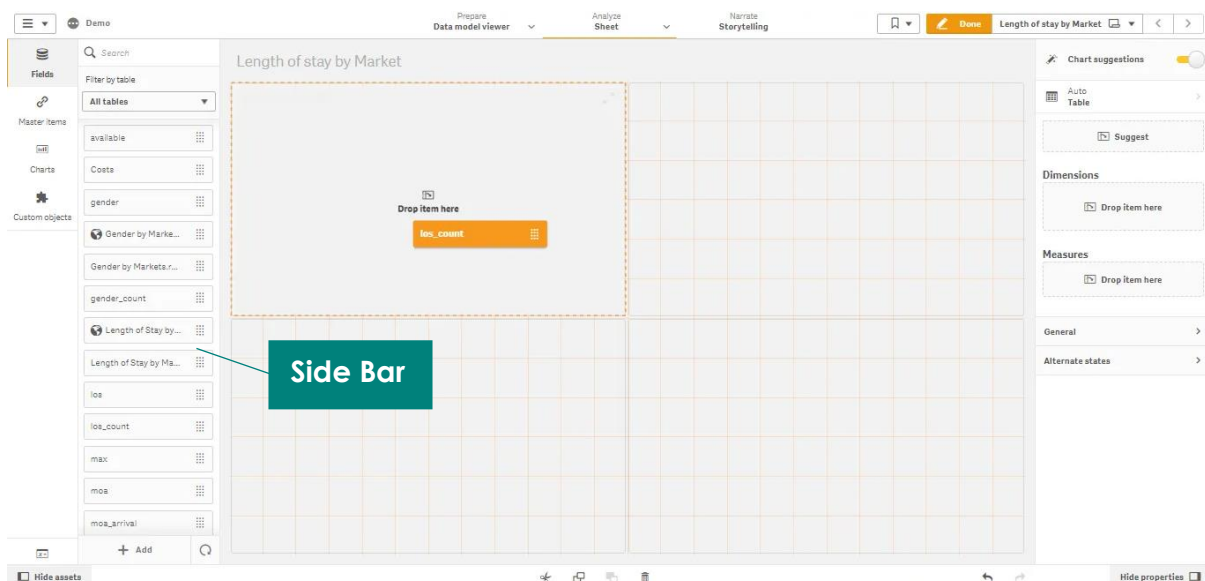 Demo
Prepare
Data model viewer
Analyze
Sheet
Narrate
Storytelling
Done
Length of stay by Market
Fields
Master items
Charts
Custom objects
Search
Filter by table
All tables
available
Costs
gender
Gender by Marke...
Gender by Markets.r...
gender_count
Length of Stay by...
Length of Stay by Ma...
los
los_count
max
moa
moa_arrival
+ Add
Length of stay by Market
Drop item here
los_count
Side Bar
Chart suggestions
Auto
Table
Suggest
Dimensions
Drop item here
Measures
Drop item here
General
Alternate states
Hide assets
Hide properties